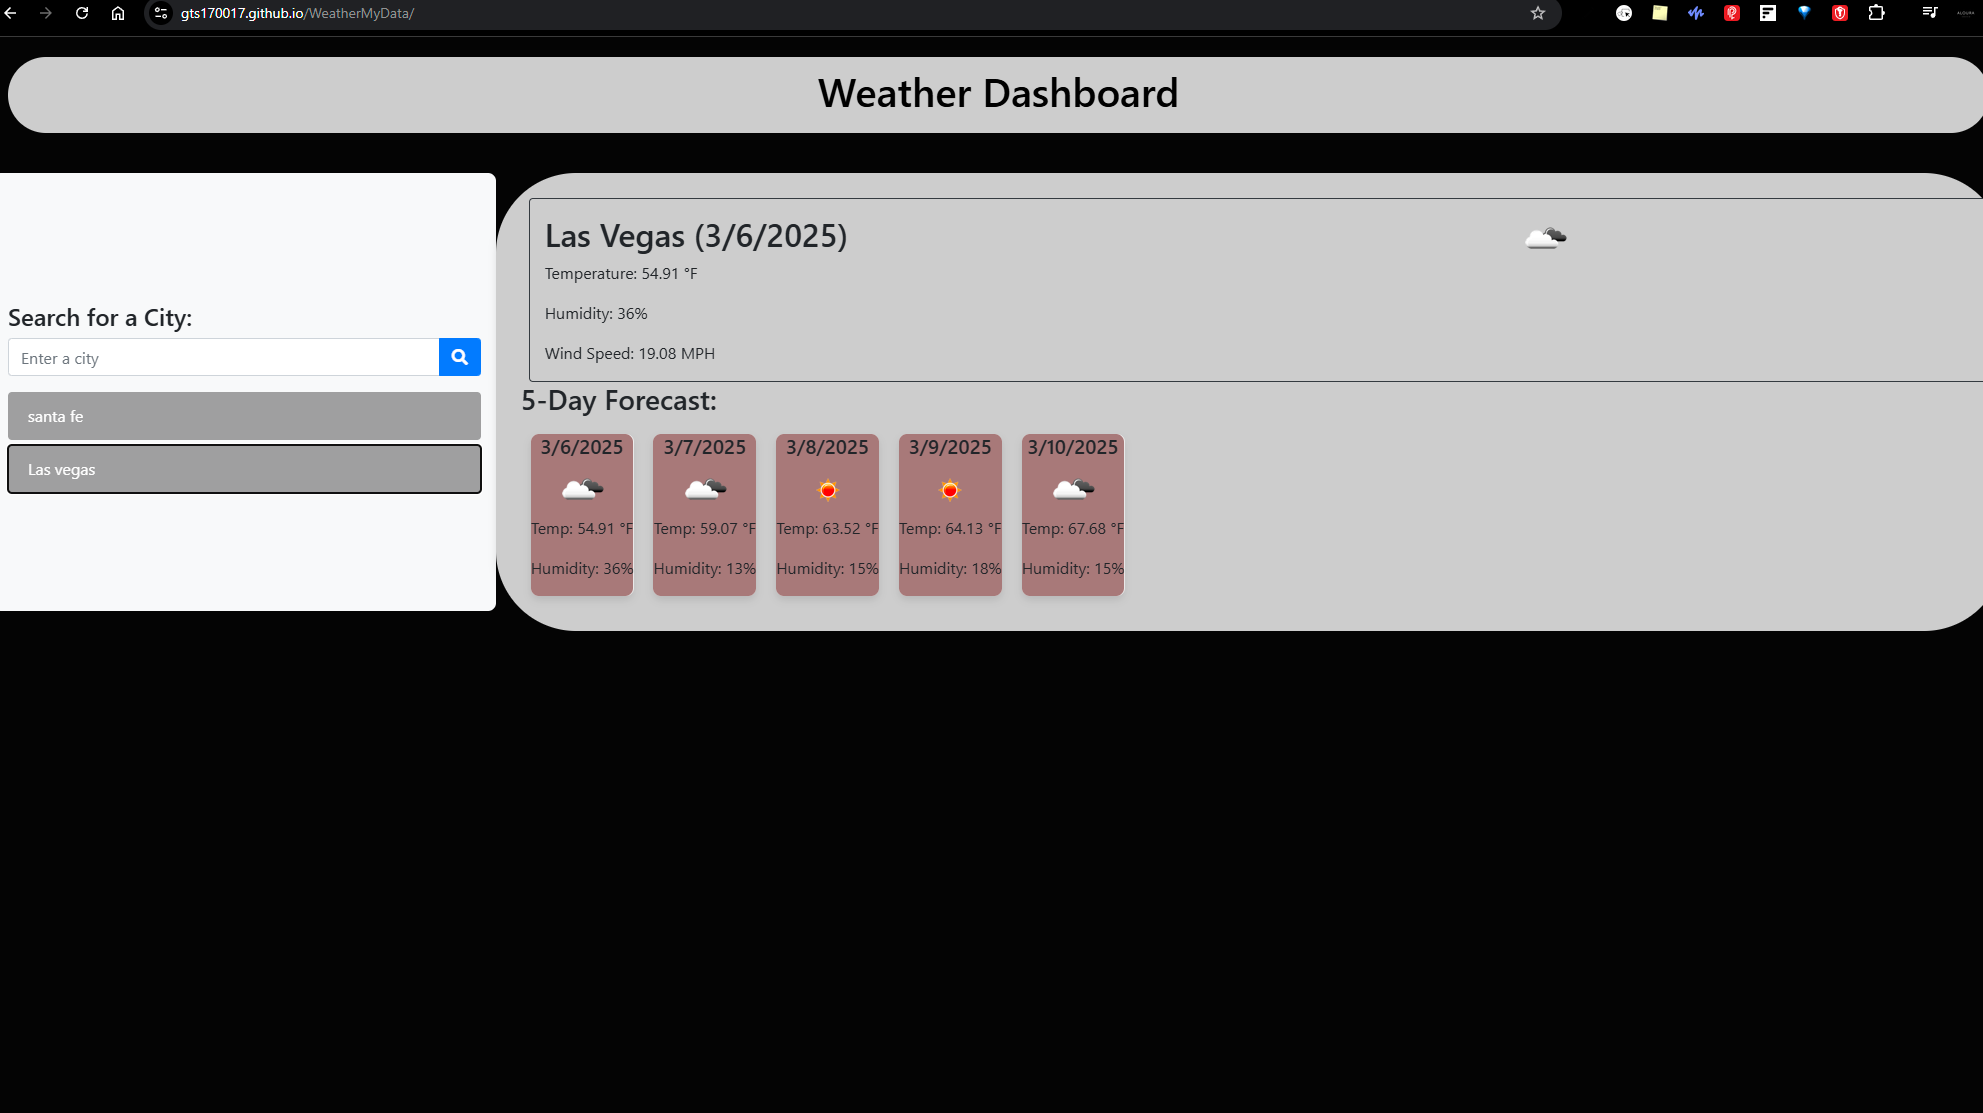 gts170017.github.io/WeatherMyData/
Weather Dashboard
Search for a City:
Enter a city
santa fe
Las vegas
Las Vegas (3/6/2025)
Temperature: 54.91 °F
Humidity: 36%
Wind Speed: 19.08 MPH
5-Day Forecast:
3/6/2025
Temp: 54.91 °F
Humidity: 36%
3/7/2025
Temp: 59.07 °F
Humidity: 13%
3/8/2025
Temp: 63.52 °F
Humidity: 15%
3/9/2025
Temp: 64.13 °F
Humidity: 18%
3/10/2025
Temp: 67.68 °F
Humidity: 15%